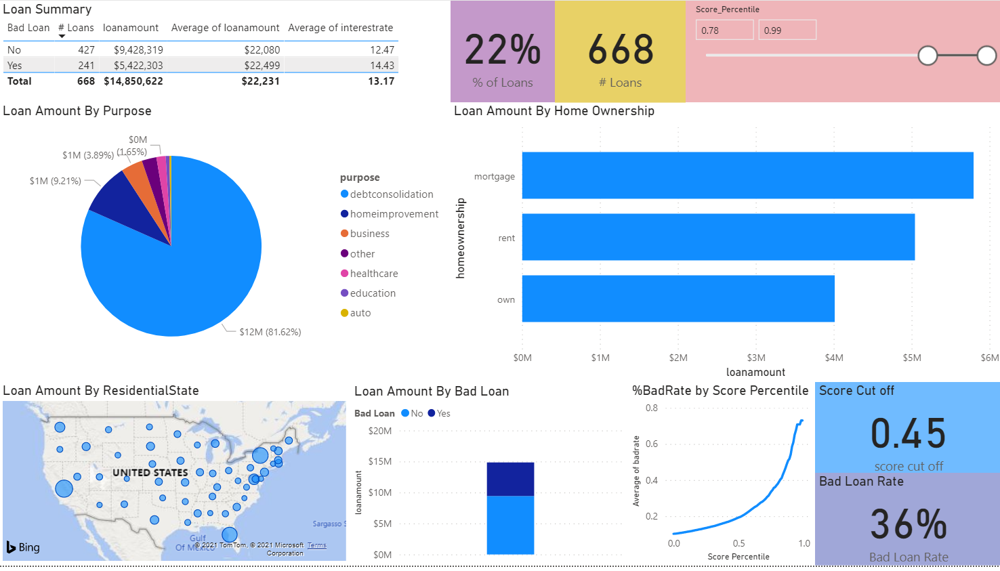 Loan Summary
Bad Loan # Loans loanamount Average of loanamount Average of interestrate
No 427 $9,428,319 $22,080 12.47
Yes 241 $5,422,303 $22,499 14.43
Total 668 $14,850,622 $22,231 13.17
22%
% of Loans
668
# Loans
Score_Percentile
0.78 0.99
Loan Amount By Purpose
$0M
(1.65%)
$1M (3.89%)
$1M (9.21%)
$12M (81.62%)
purpose
debtconsolidation
homeimprovement
business
other
healthcare
education
auto
Loan Amount By Home Ownership
homeownership
mortgage
rent
own
$0M $1M $2M $3M $4M $5M $6M
loanamount
Loan Amount By ResidentialState
UNITED STATES
Sargasso S
Gulf
Of Mexico
Bing
© 2021 TomTom, © 2021 Microsoft Corporation Terms
Loan Amount By Bad Loan
Bad Loan No Yes
loanamount
$20M
$15M
$10M
$5M
$0M
%BadRate by Score Percentile
Average of badrate
0.8
0.6
0.4
0.2
0.0 0.5 1.0
Score Percentile
Score Cut off
0.45
score cut off
Bad Loan Rate
36%
Bad Loan Rate